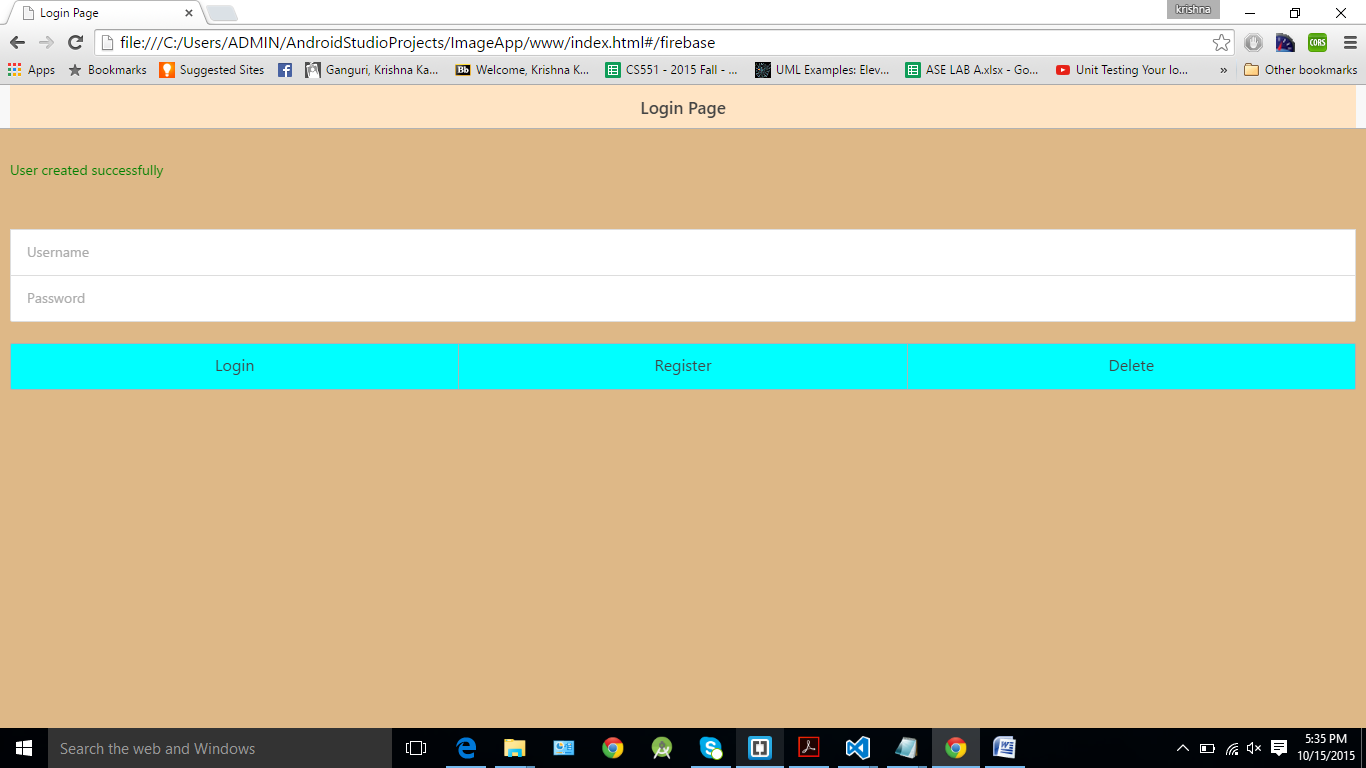 Login Page
krishna
file:///C:/Users/ADMIN/AndroidStudioProjects/ImageApp/www/index.html#/firebase
CORS
Apps Bookmarks Suggested Sites Ganguri, Krishna Ka... Bb Welcome, Krishna K... CS551 - 2015 Fall - ... UML Examples: Elev... ASE LAB A.xlsx - Go... Unit Testing Your Io... » Other bookmarks
Login Page
User created successfully
Username
Password
Login Register Delete
Search the web and Windows
5:35 PM
10/15/2015